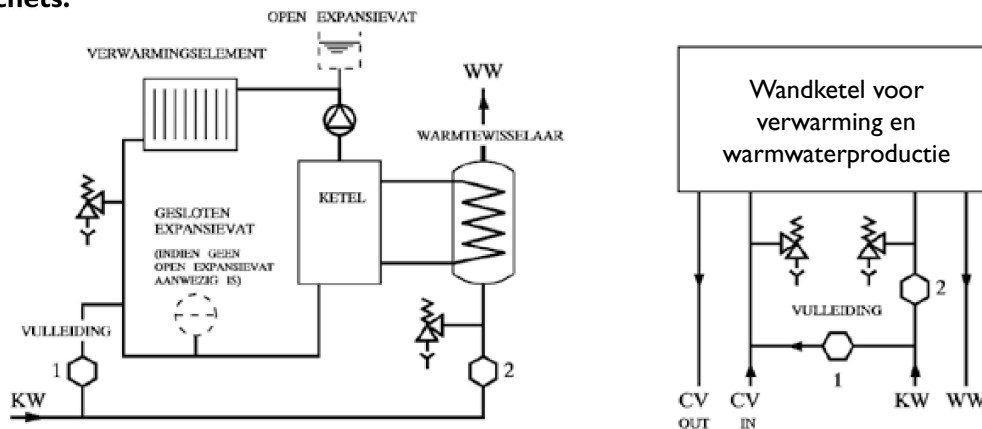 chets:
OPEN EXPANSIEVAT
VERWARMINGSELEMENT
WW
WARMTEWISSELAAR
KETEL
GESLOTEN
EXPANSIEVAT
(INDIEN GEEN
OPEN EXPANSIEVAT
AANWEZIG IS)
VULLEIDING
1
2
KW
Wandketel voor
verwarming en
warmwaterproductie
2
VULLEIDING
1
CV
OUT
CV
IN
KW
WW